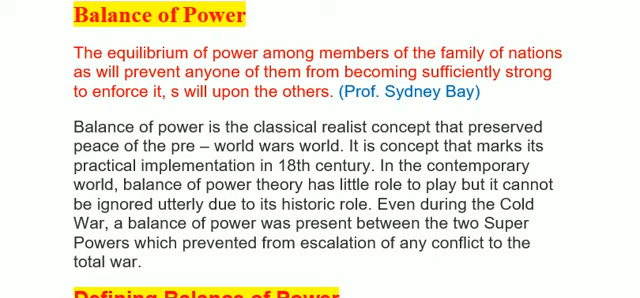 Balance of Power
The equilibrium of power among members of the family of nations
as will prevent anyone of them from becoming sufficiently strong
to enforce it, s will upon the others. (Prof. Sydney Bay)
Balance of power is the classical realist concept that preserved
peace of the pre – world wars world. It is concept that marks its
practical implementation in 18th century. In the contemporary
world, balance of power theory has little role to play but it cannot
be ignored utterly due to its historic role. Even during the Cold
War, a balance of power was present between the two Super
Powers which prevented from escalation of any conflict to the
total war.
Defining Balance of Power